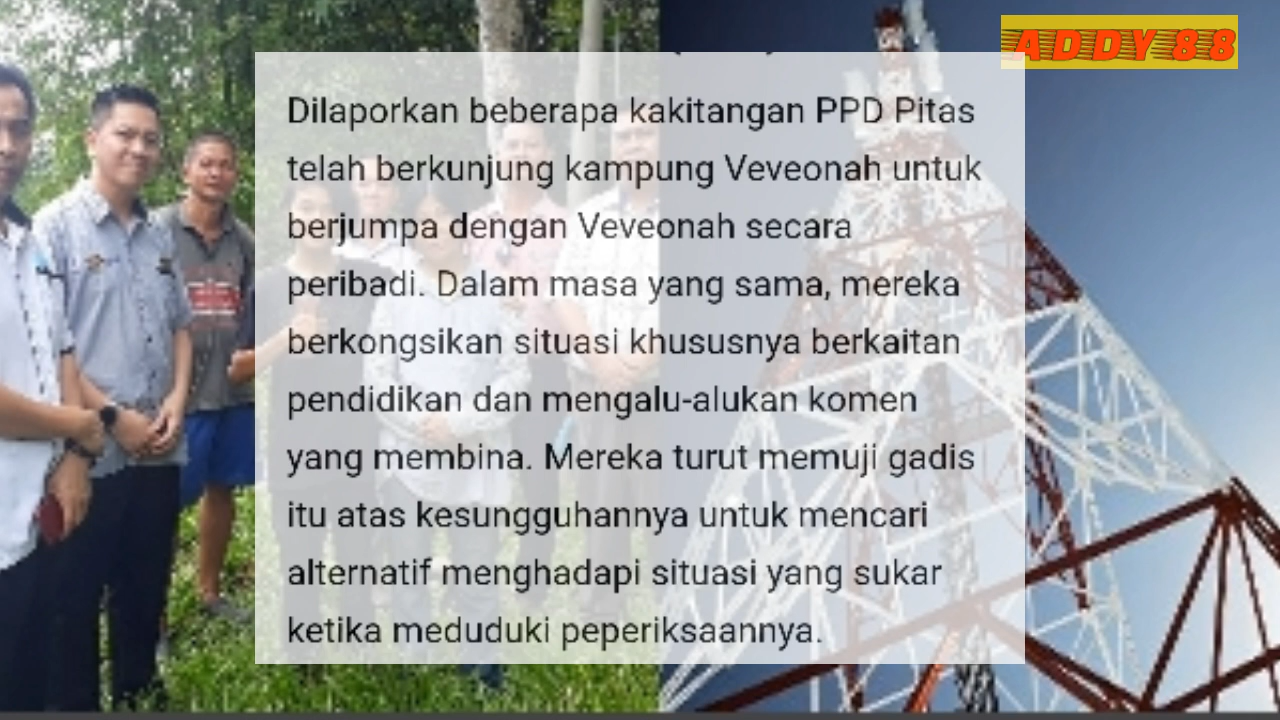 ADDY 88
Dilaporkan beberapa kakitangan PPD Pitas
telah berkunjung kampung Veveonah untuk
berjumpa dengan Veveonah secara
peribadi. Dalam masa yang sama, mereka
berkongsikan situasi khususnya berkaitan
pendidikan dan mengalu-alukan komen
yang membina. Mereka turut memuji gadis
itu atas kesungguhannya untuk mencari
alternatif menghadapi situasi yang sukar
ketika meduduki peperiksaannya.